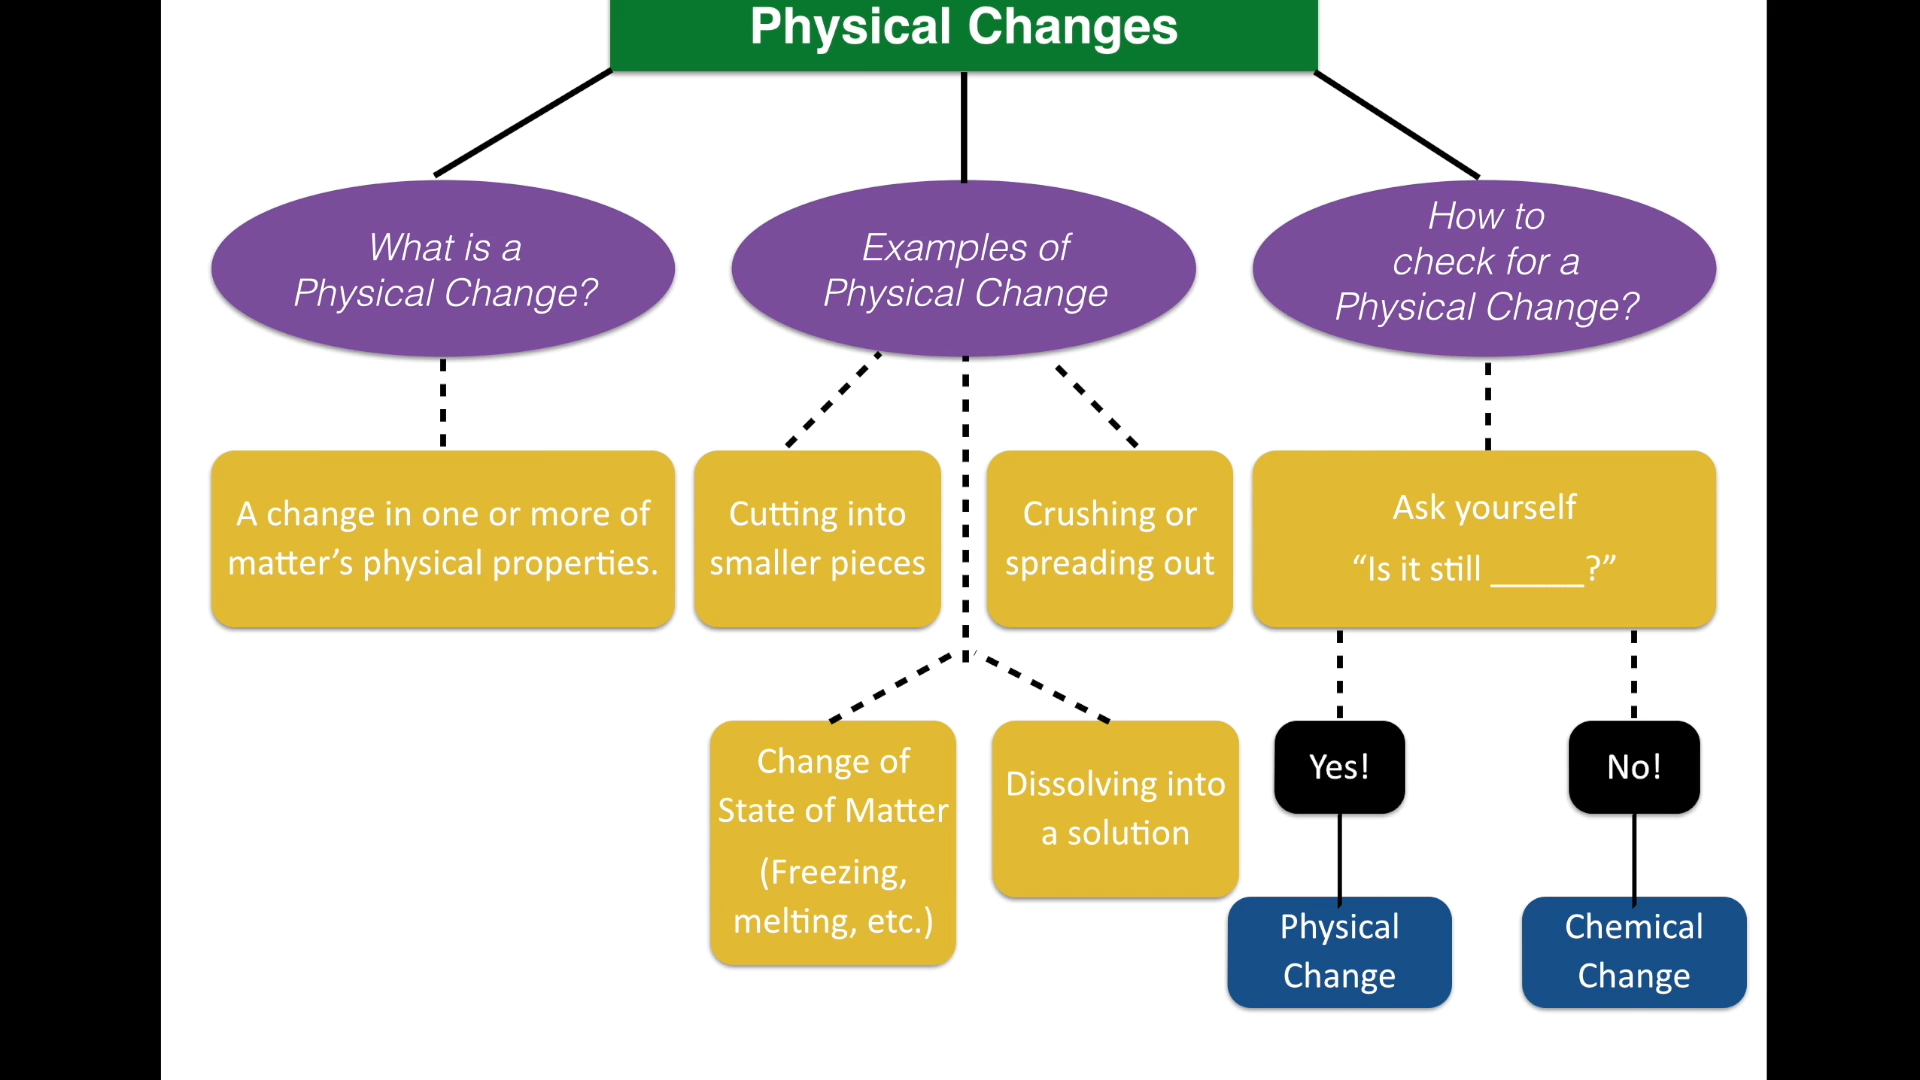 Physical Changes
What is a
Physical Change?
Examples of
Physical Change
How to
check for a
Physical Change?
A change in one or more of
matter’s physical properties.
Cutting into
smaller pieces
Crushing or
spreading out
Ask yourself
“Is it still _____?”
Change of
State of Matter
(Freezing,
melting, etc.)
Dissolving into
a solution
Yes!
No!
Physical
Change
Chemical
Change